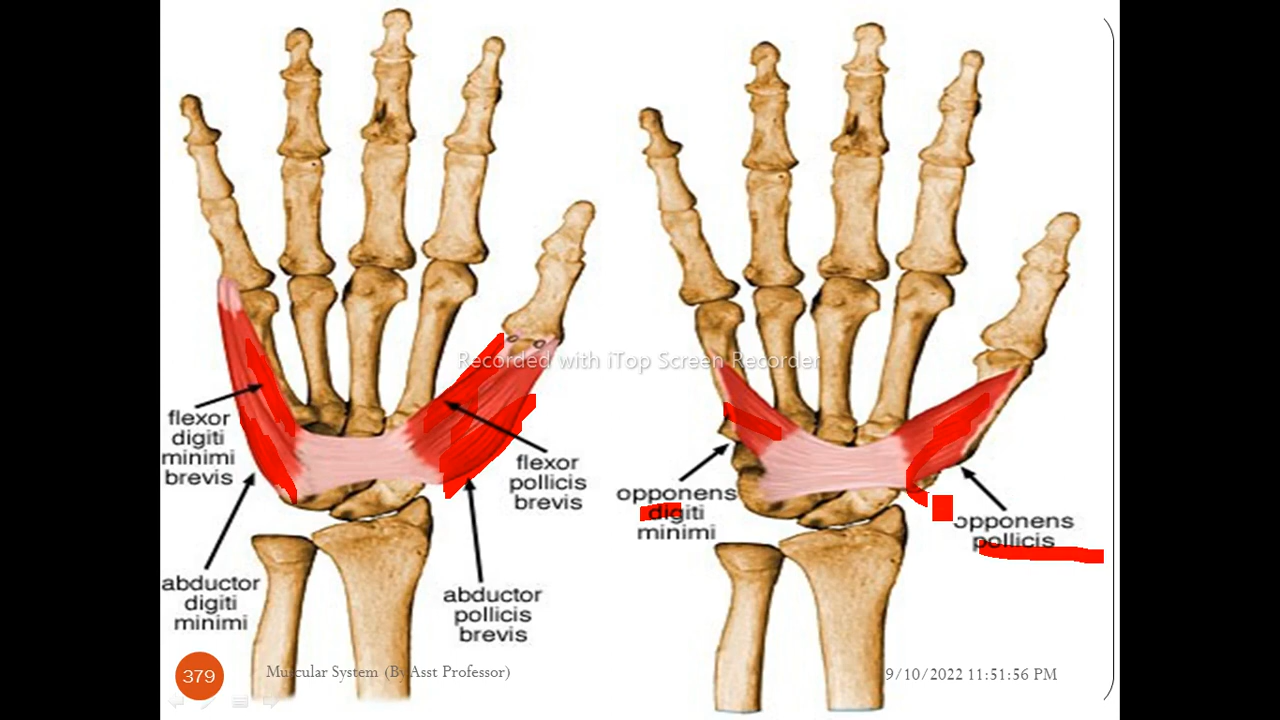 Recorded with iTop Screen Recorder
flexor
digiti
minimi
brevis
flexor
pollicis
brevis
abductor
digiti
minimi
abductor
pollicis
brevis
opponens
digiti
minimi
opponens
pollicis
379
Muscular System (By Asst Professor)
9/10/2022 11:51:56 PM